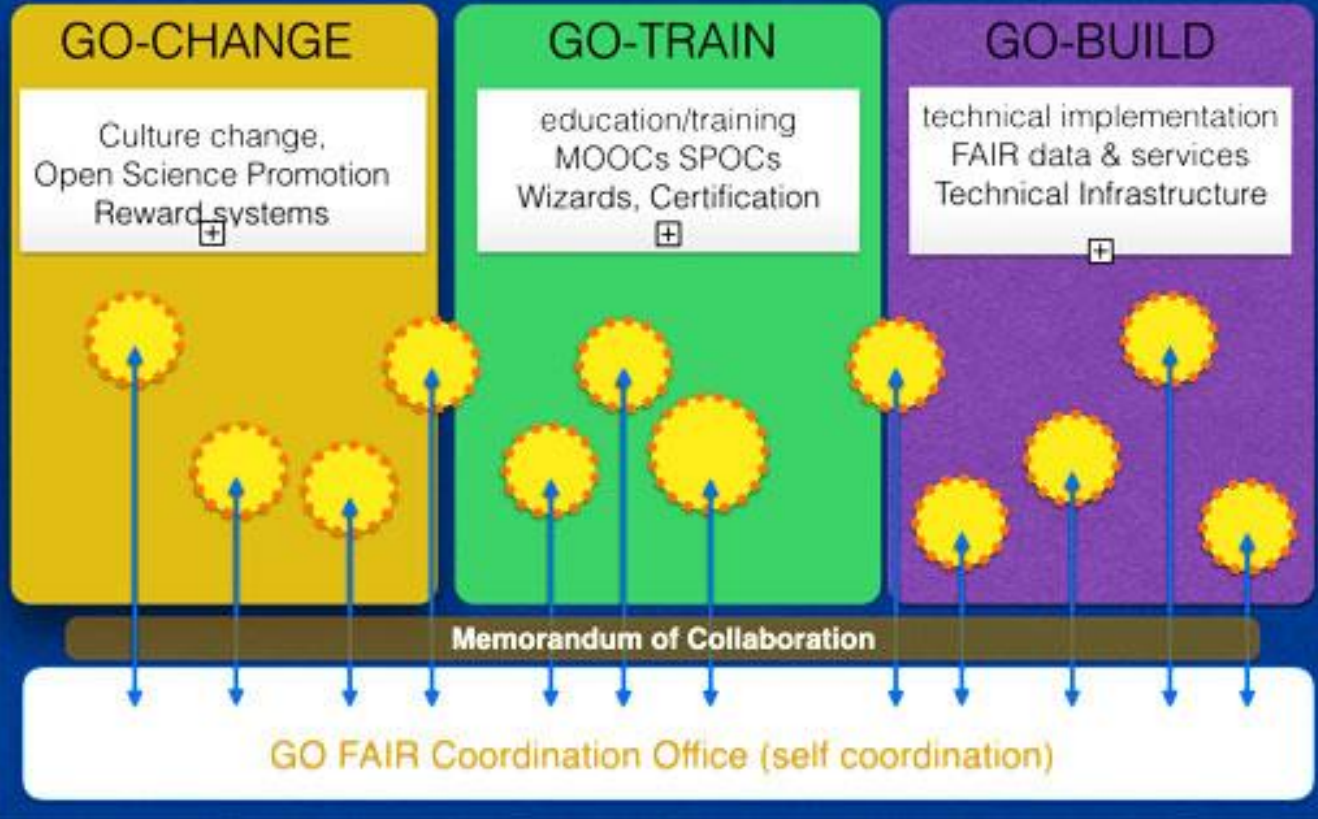 GO-CHANGE
Culture change,
Open Science Promotion
Reward systems
GO-TRAIN
education/training
MOOCs SPOCs
Wizards, Certification
GO-BUILD
technical implementation
FAIR data & services
Technical Infrastructure
Memorandum of Collaboration
GO FAIR Coordination Office (self coordination)